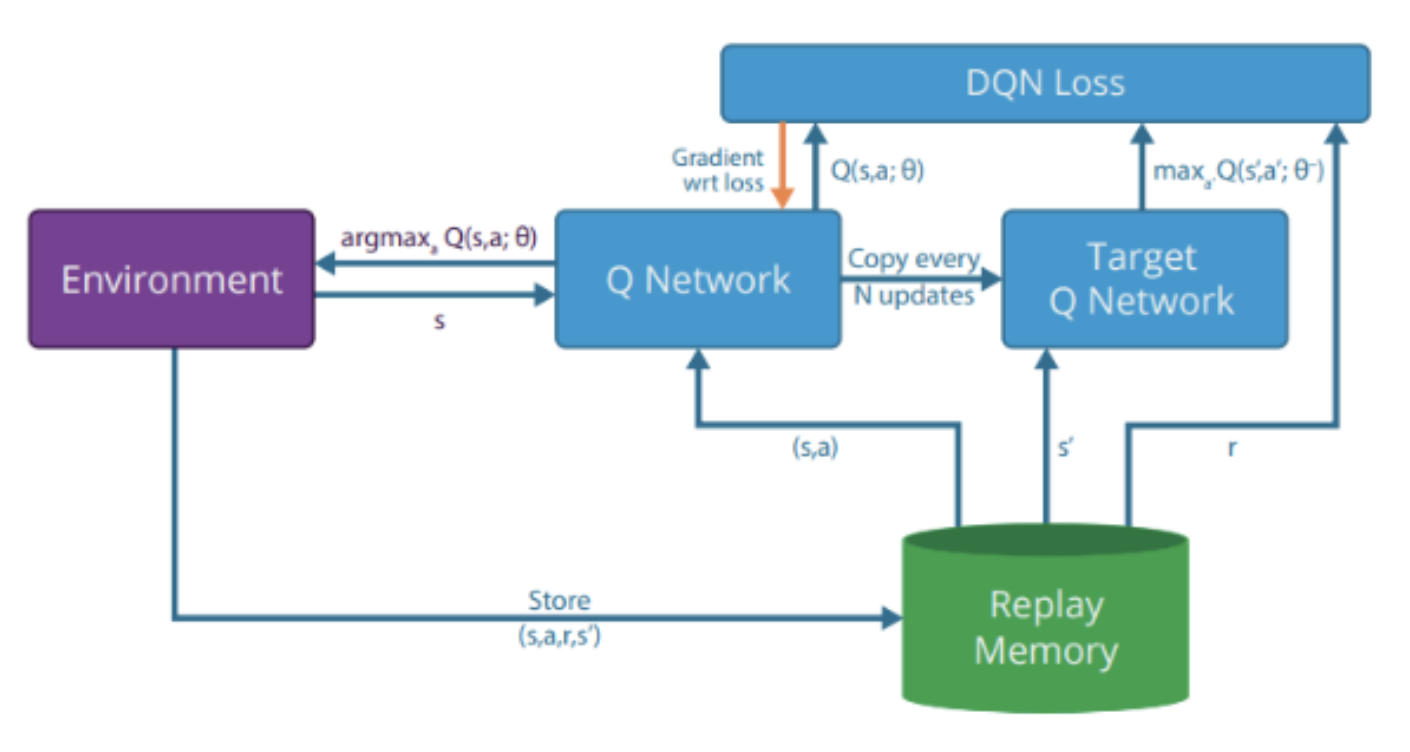 DQN Loss
Gradient
wrt loss
Q(s,a; θ)
maxₐ' Q(s',a'; θ⁻)
argmaxₐ Q(s,a; θ)
Environment
s
Q Network
Copy every
N updates
Target
Q Network
(s,a)
s'
r
Store
(s,a,r,s')
Replay
Memory